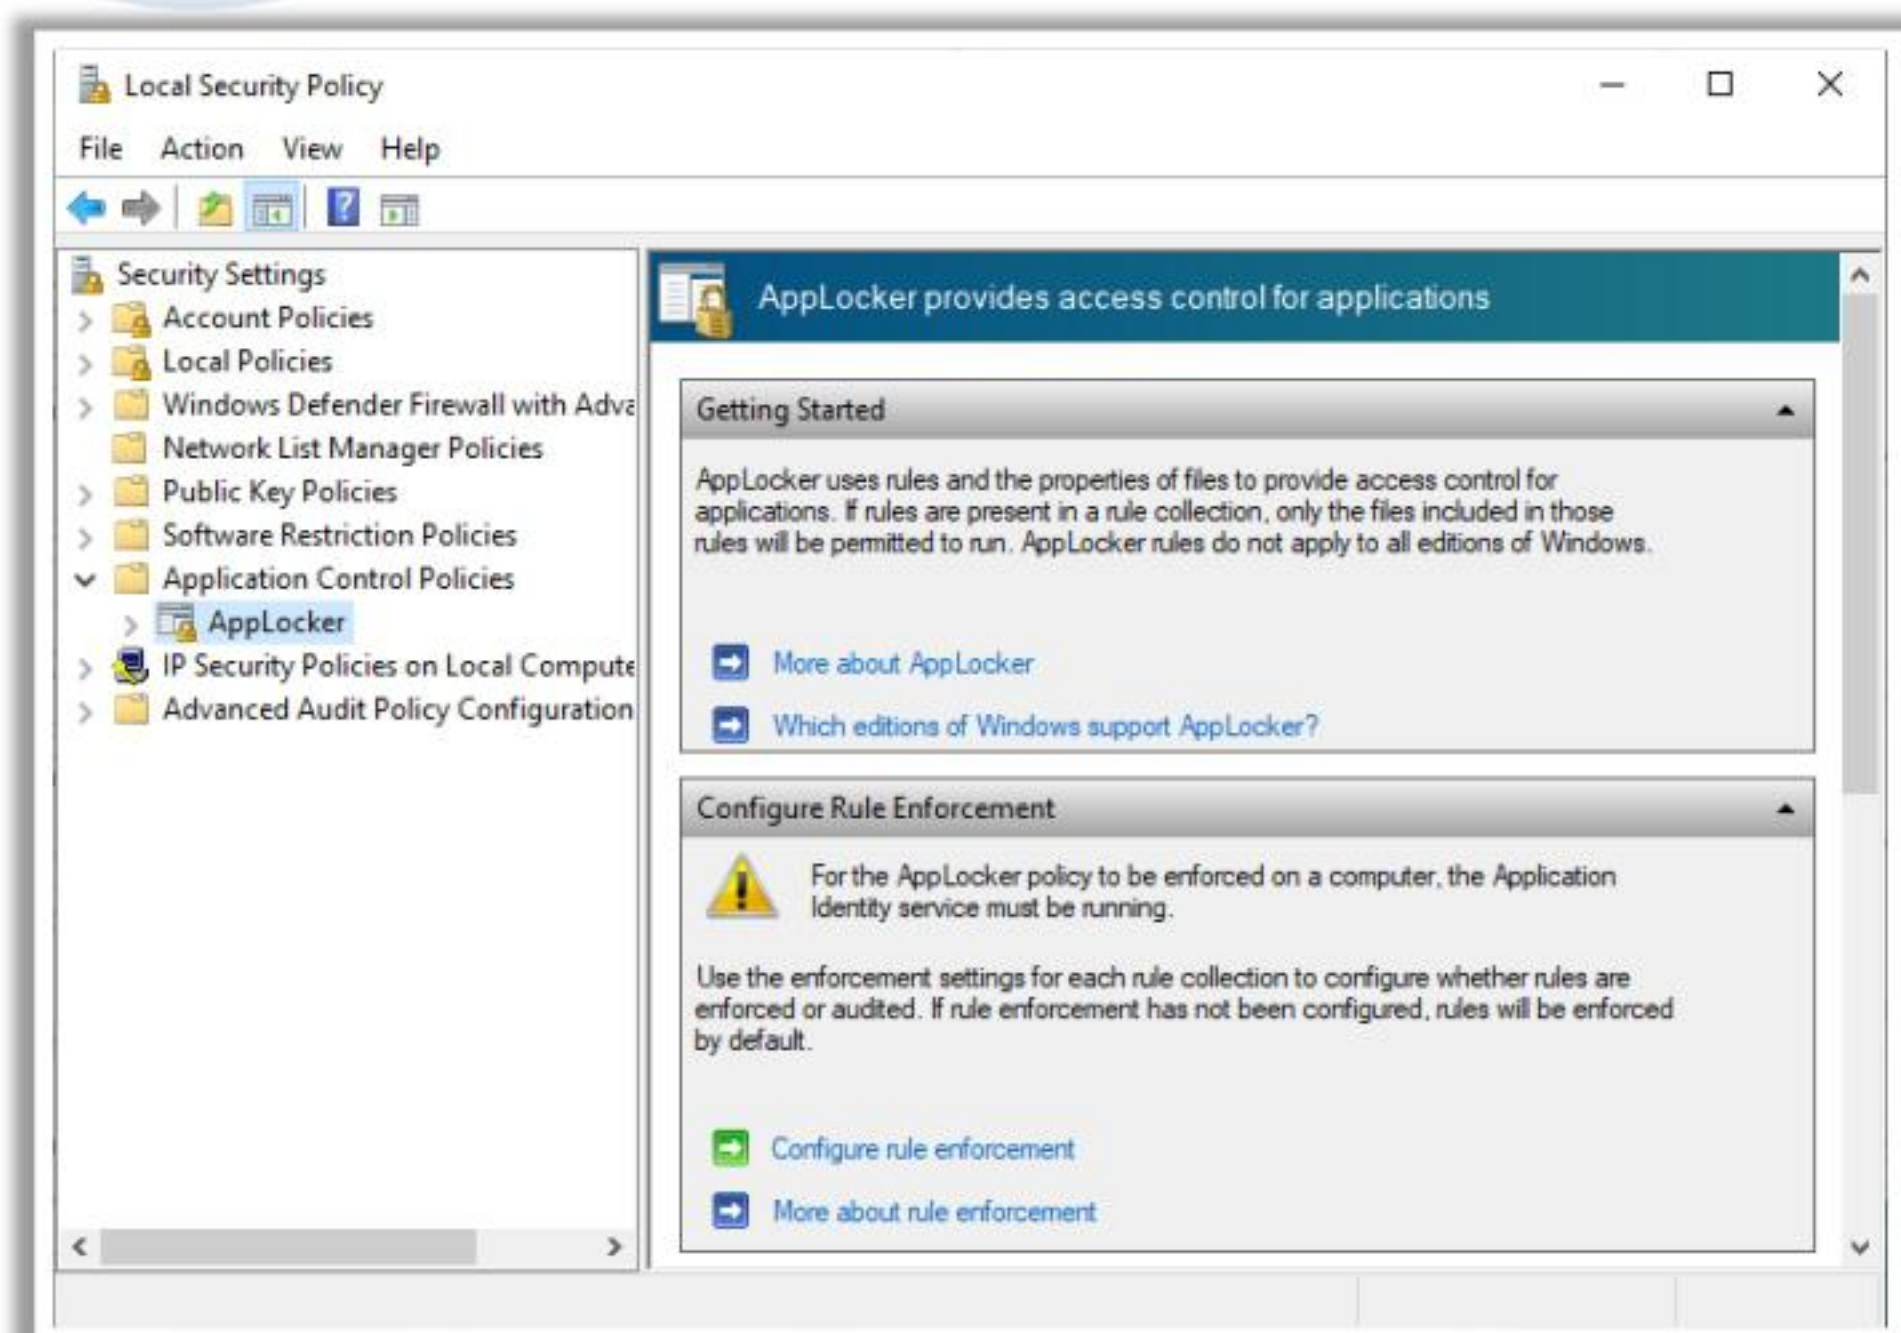 Local Security Policy
File Action View Help
Security Settings
Account Policies
Local Policies
Windows Defender Firewall with Adva
Network List Manager Policies
Public Key Policies
Software Restriction Policies
Application Control Policies
AppLocker
IP Security Policies on Local Compute
Advanced Audit Policy Configuration
AppLocker provides access control for applications
Getting Started
AppLocker uses rules and the properties of files to provide access control for
applications. If rules are present in a rule collection, only the files included in those
rules will be permitted to run. AppLocker rules do not apply to all editions of Windows.
More about AppLocker
Which editions of Windows support AppLocker?
Configure Rule Enforcement
For the AppLocker policy to be enforced on a computer, the Application
Identity service must be running.
Use the enforcement settings for each rule collection to configure whether rules are
enforced or audited. If rule enforcement has not been configured, rules will be enforced
by default.
Configure rule enforcement
More about rule enforcement